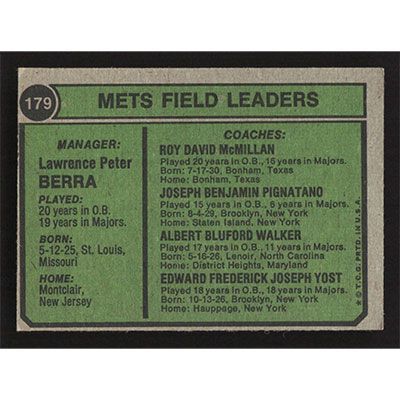 179
METS FIELD LEADERS
MANAGER:
Lawrence Peter
BERRA
PLAYED:
20 years in O.B.
19 years in Majors.
BORN:
5-12-25, St. Louis,
Missouri
HOME:
Montclair,
New Jersey
COACHES:
ROY DAVID McMILLAN
Played 20 years in O.B., 16 years in Majors.
Born: 7-17-30, Bonham, Texas
Home: Bonham, Texas
JOSEPH BENJAMIN PIGNATANO
Played 15 years in O.B., 6 years in Majors.
Born: 8-4-29, Brooklyn, New York
Home: Staten Island, New York
ALBERT BLUFORD WALKER
Played 17 years in O.B., 11 years in Majors.
Born: 5-16-26, Lenoir, North Carolina
Home: District Heights, Maryland
EDWARD FREDERICK JOSEPH YOST
Played 18 years in O.B., 18 years in Majors.
Born: 10-13-26, Brooklyn, New York
Home: Hauppage, New York
* © T.C.G. PRTD. IN U.S.A.